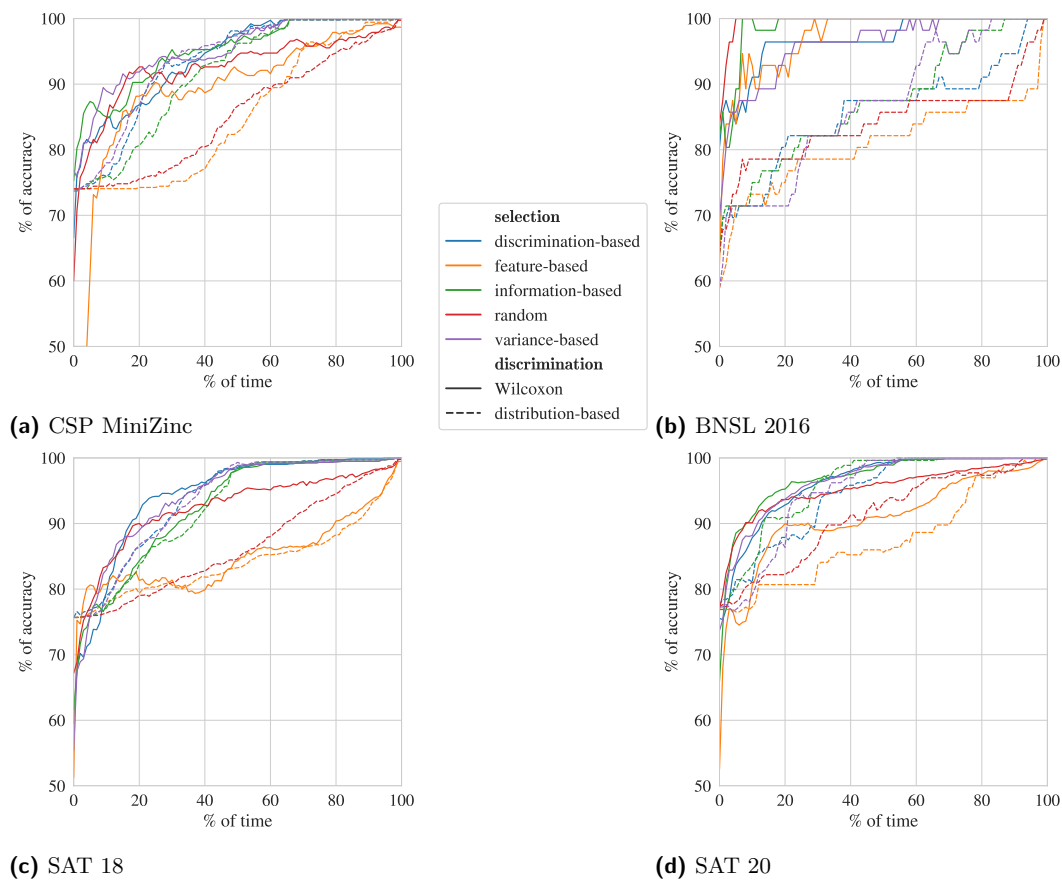 100
90
80
70
60
50
% of accuracy
0
20
40
60
80
100
% of time
(a) CSP MiniZinc
100
90
80
70
60
50
% of accuracy
0
20
40
60
80
100
% of time
(b) BNSL 2016
selection
discrimination-based
feature-based
information-based
random
variance-based
discrimination
Wilcoxon
distribution-based
100
90
80
70
60
50
% of accuracy
0
20
40
60
80
100
% of time
(c) SAT 18
100
90
80
70
60
50
% of accuracy
0
20
40
60
80
100
% of time
(d) SAT 20